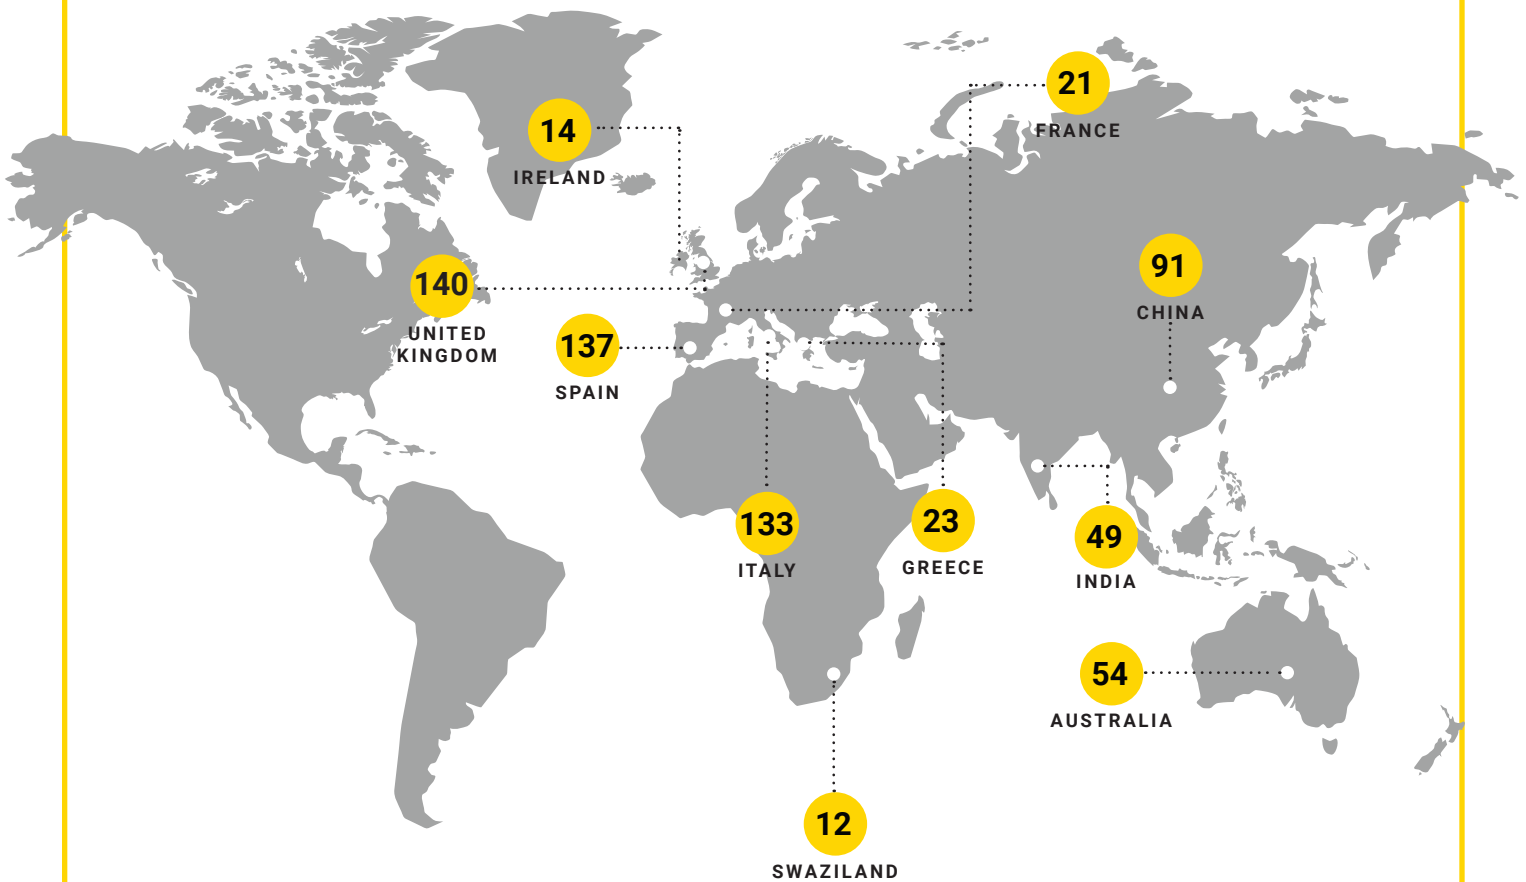 21
FRANCE
14
IRELAND
91
CHINA
140
UNITED
KINGDOM
137
SPAIN
133
ITALY
23
GREECE
49
INDIA
54
AUSTRALIA
12
SWAZILAND